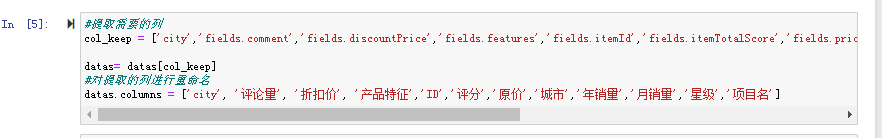 In [5]:
#提取需要的列
col_keep = ['city','fields.comment','fields.discountPrice','fields.features','fields.itemId','fields.itemTotalScore','fields.pric
datas= datas[col_keep]
#对提取的列进行重命名
datas.columns = ['city', '评论量', '折扣价', '产品特征','ID','评分','原价','城市','年销量','月销量','星级','项目名']